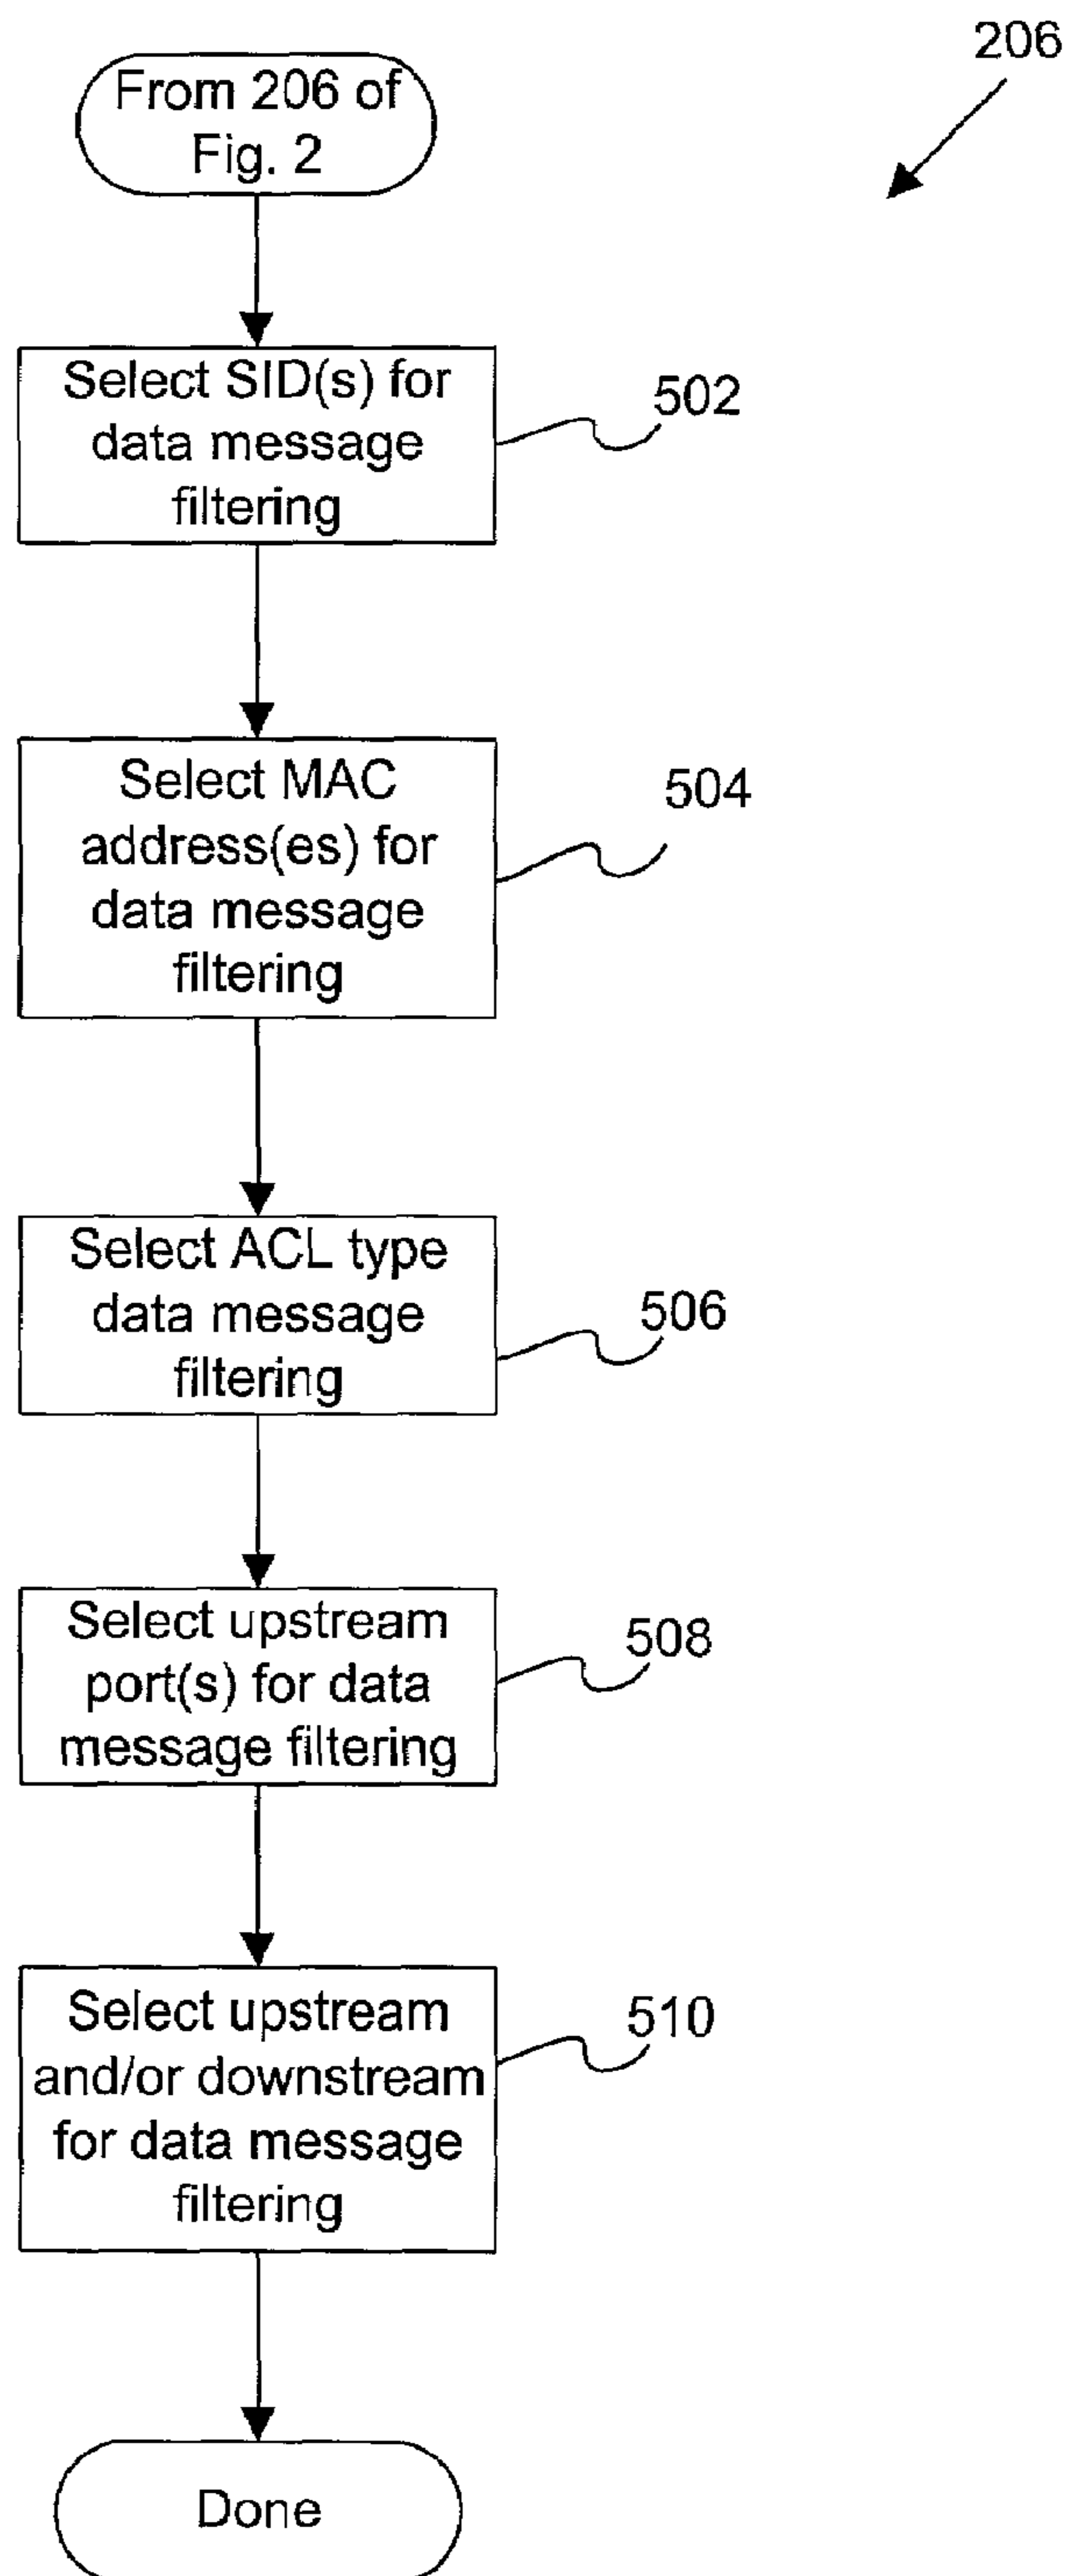 206
From 206 of
Fig. 2
Select SID(s) for
data message
filtering
502
Select MAC
address(es) for
data message
filtering
504
Select ACL type
data message
filtering
506
Select upstream
port(s) for data
message filtering
508
Select upstream
and/or downstream
for data message
filtering
510
Done